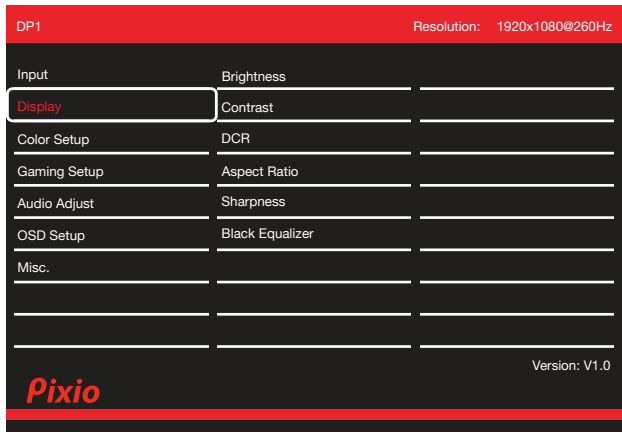 DP1 Resolution: 1920x1080@260Hz
Input Brightness
Display Contrast
Color Setup DCR
Gaming Setup Aspect Ratio
Audio Adjust Sharpness
OSD Setup Black Equalizer
Misc.
Version: V1.0
Pixio